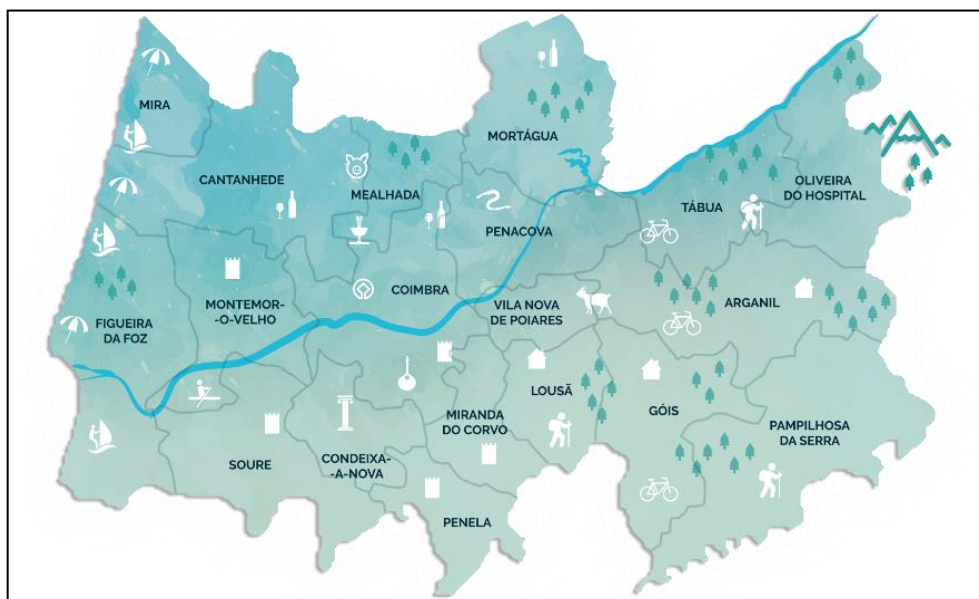 MIRA
MORTÁGUA
CANTANHEDE
MEALHADA
OLIVEIRA
DO HOSPITAL
TÁBUA
PENACOVA
COIMBRA
MONTEMOR-
-O-VELHO
VILA NOVA
DE POIARES
ARGANIL
FIGUEIRA
DA FOZ
LOUSÃ
GÓIS
MIRANDA
DO CORVO
PAMPILHOSA
DA SERRA
SOURE
CONDEIXA-
-A-NOVA
PENELA